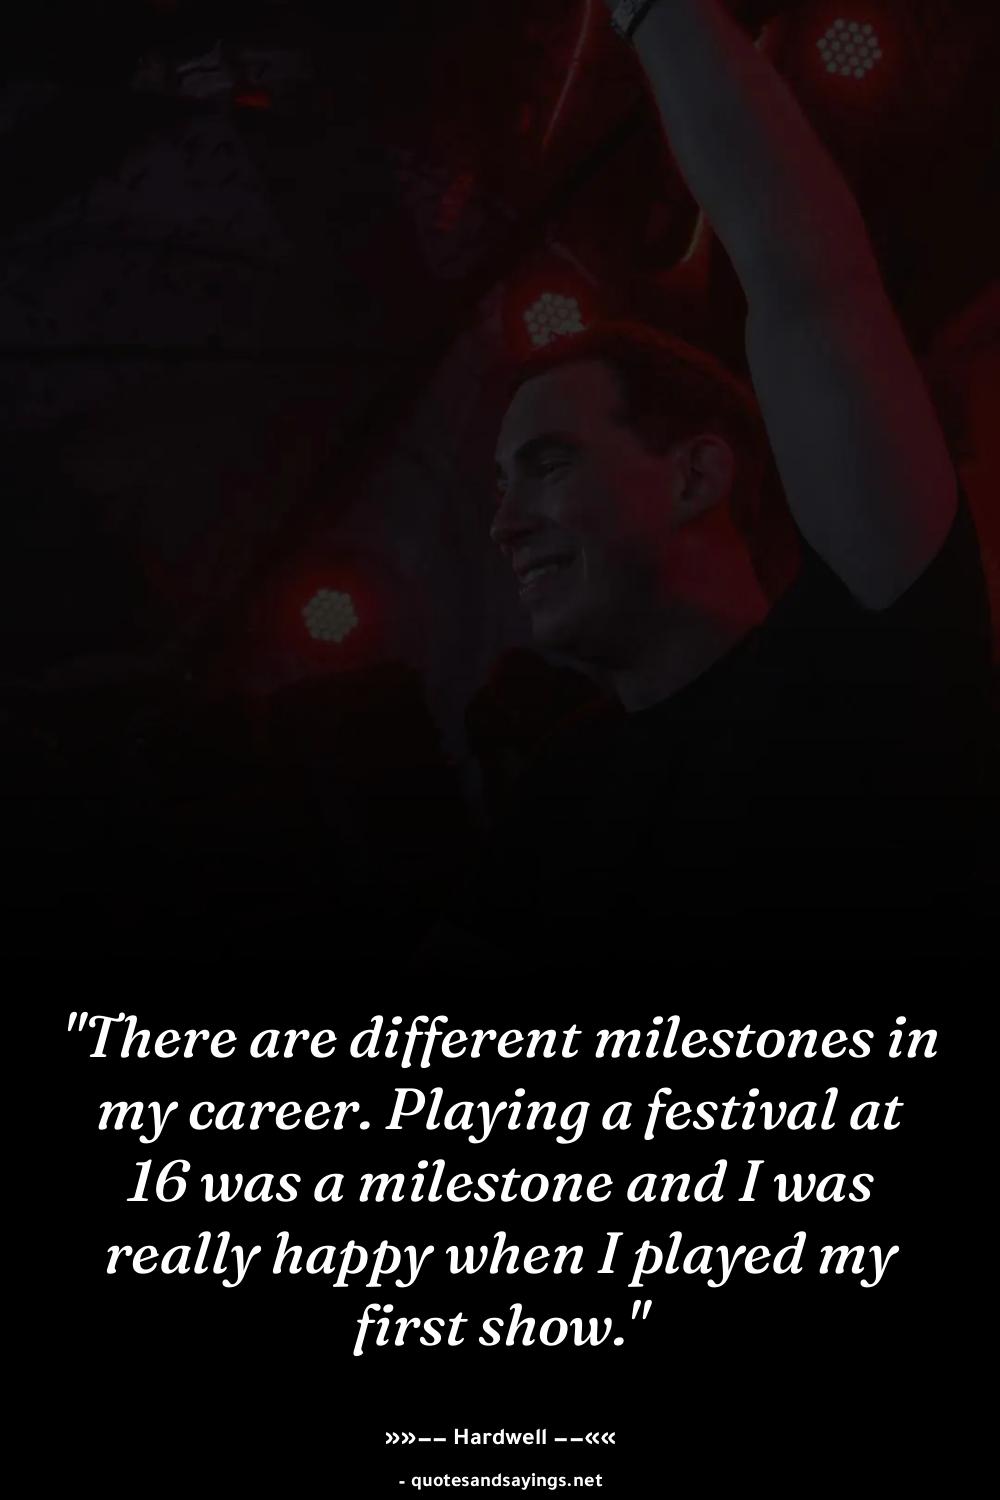 "There are different milestones in
my career. Playing a festival at
16 was a milestone and I was
really happy when I played my
first show."
»»−− Hardwell −−««
- quotesandsayings.net